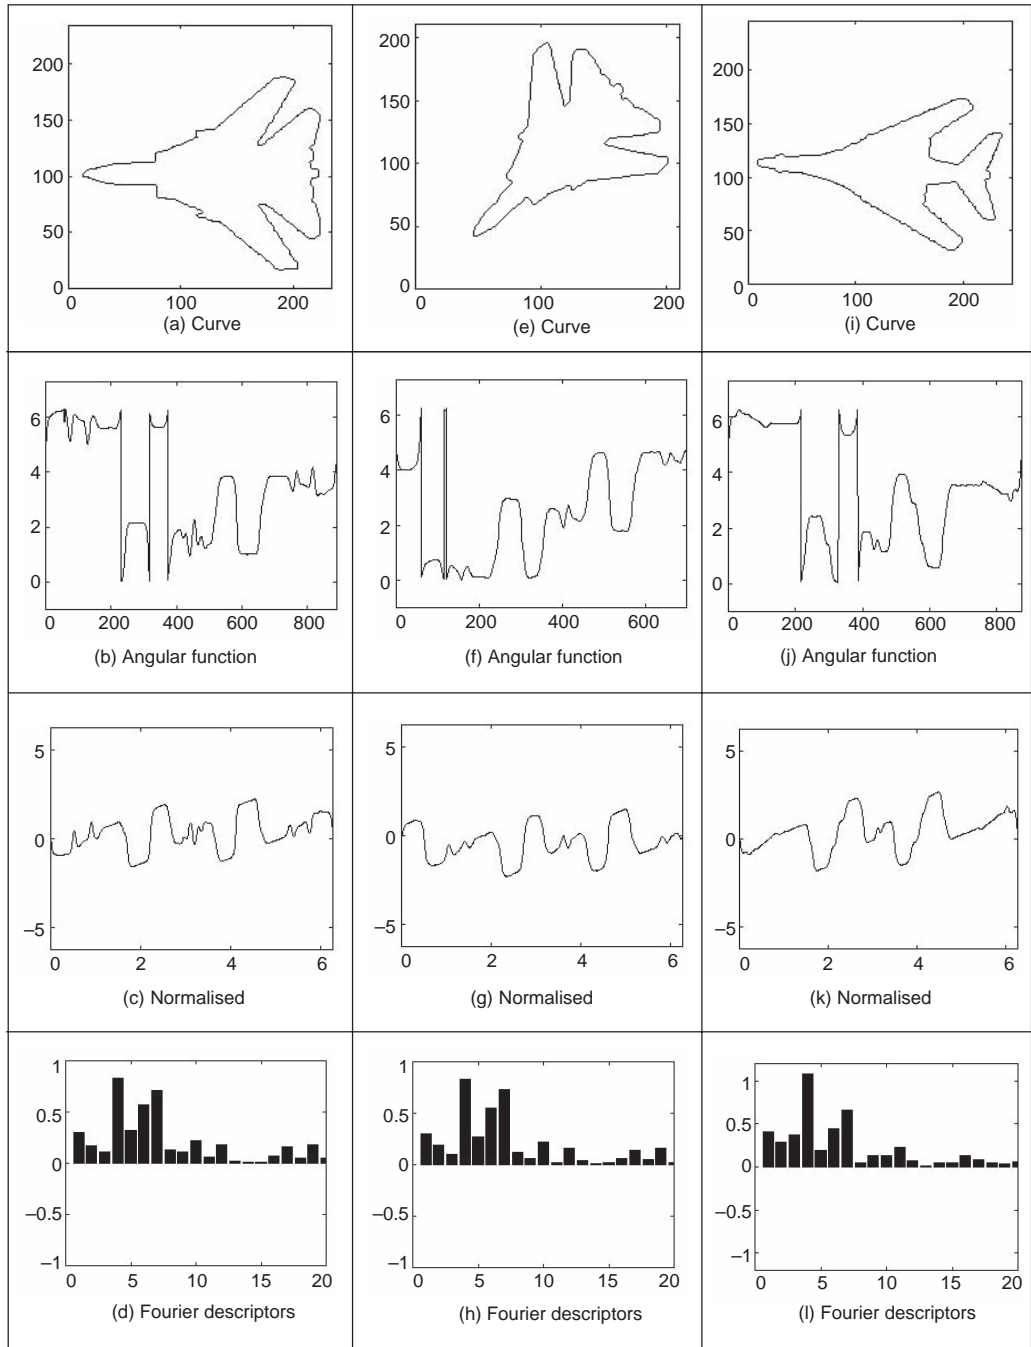 200
150
100
50
0
0 100 200
(a) Curve
200
150
100
50
0
0 100 200
(e) Curve
200
150
100
50
0
0 100 200
(i) Curve
6
4
2
0
0 200 400 600 800
(b) Angular function
6
4
2
0
0 200 400 600
(f) Angular function
6
4
2
0
0 200 400 600 800
(j) Angular function
5
0
–5
0 2 4 6
(c) Normalised
5
0
–5
0 2 4 6
(g) Normalised
5
0
–5
0 2 4 6
(k) Normalised
1
0.5
0
–0.5
–1
0 5 10 15 20
(d) Fourier descriptors
1
0.5
0
–0.5
–1
0 5 10 15 20
(h) Fourier descriptors
1
0.5
0
–0.5
–1
0 5 10 15 20
(l) Fourier descriptors